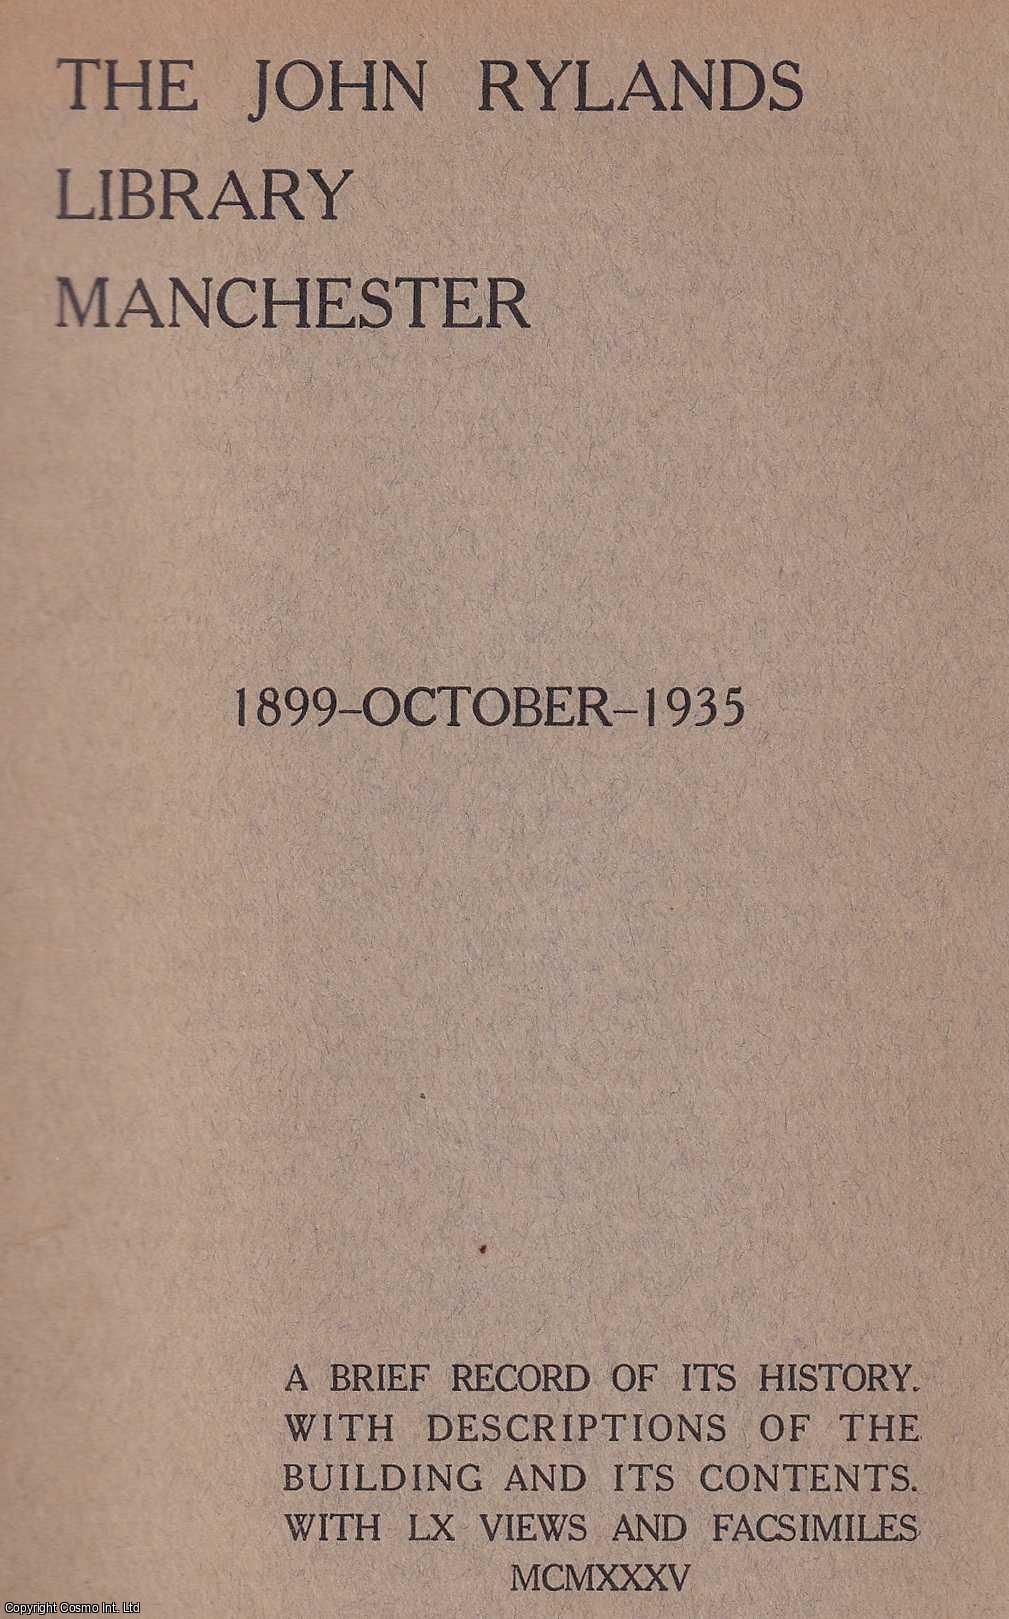 THE JOHN RYLANDS
LIBRARY
MANCHESTER
1899–OCTOBER–1935
A BRIEF RECORD OF ITS HISTORY.
WITH DESCRIPTIONS OF THE
BUILDING AND ITS CONTENTS.
WITH LX VIEWS AND FACSIMILES
MCMXXXV
Copyright Cosmo Int. Ltd